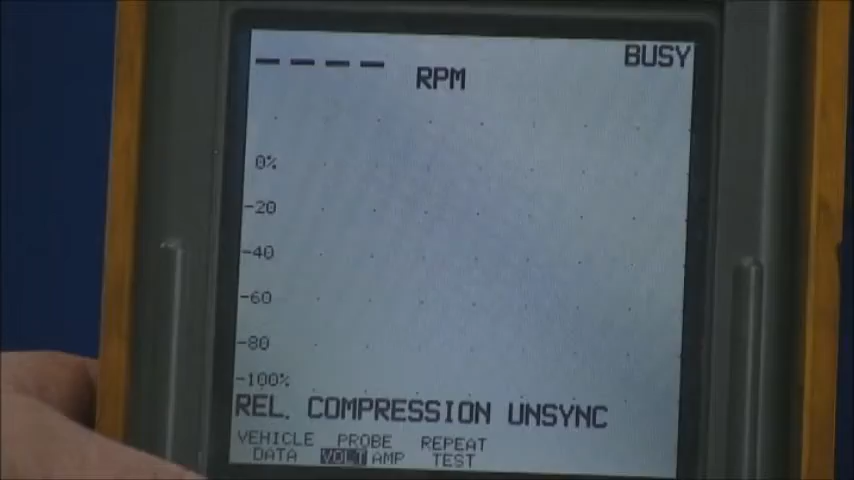 BUSY
– – – – RPM
0%
-20
-40
-60
-80
-100%
REL. COMPRESSION UNSYNC
VEHICLE PROBE REPEAT
DATA VOLT AMP TEST